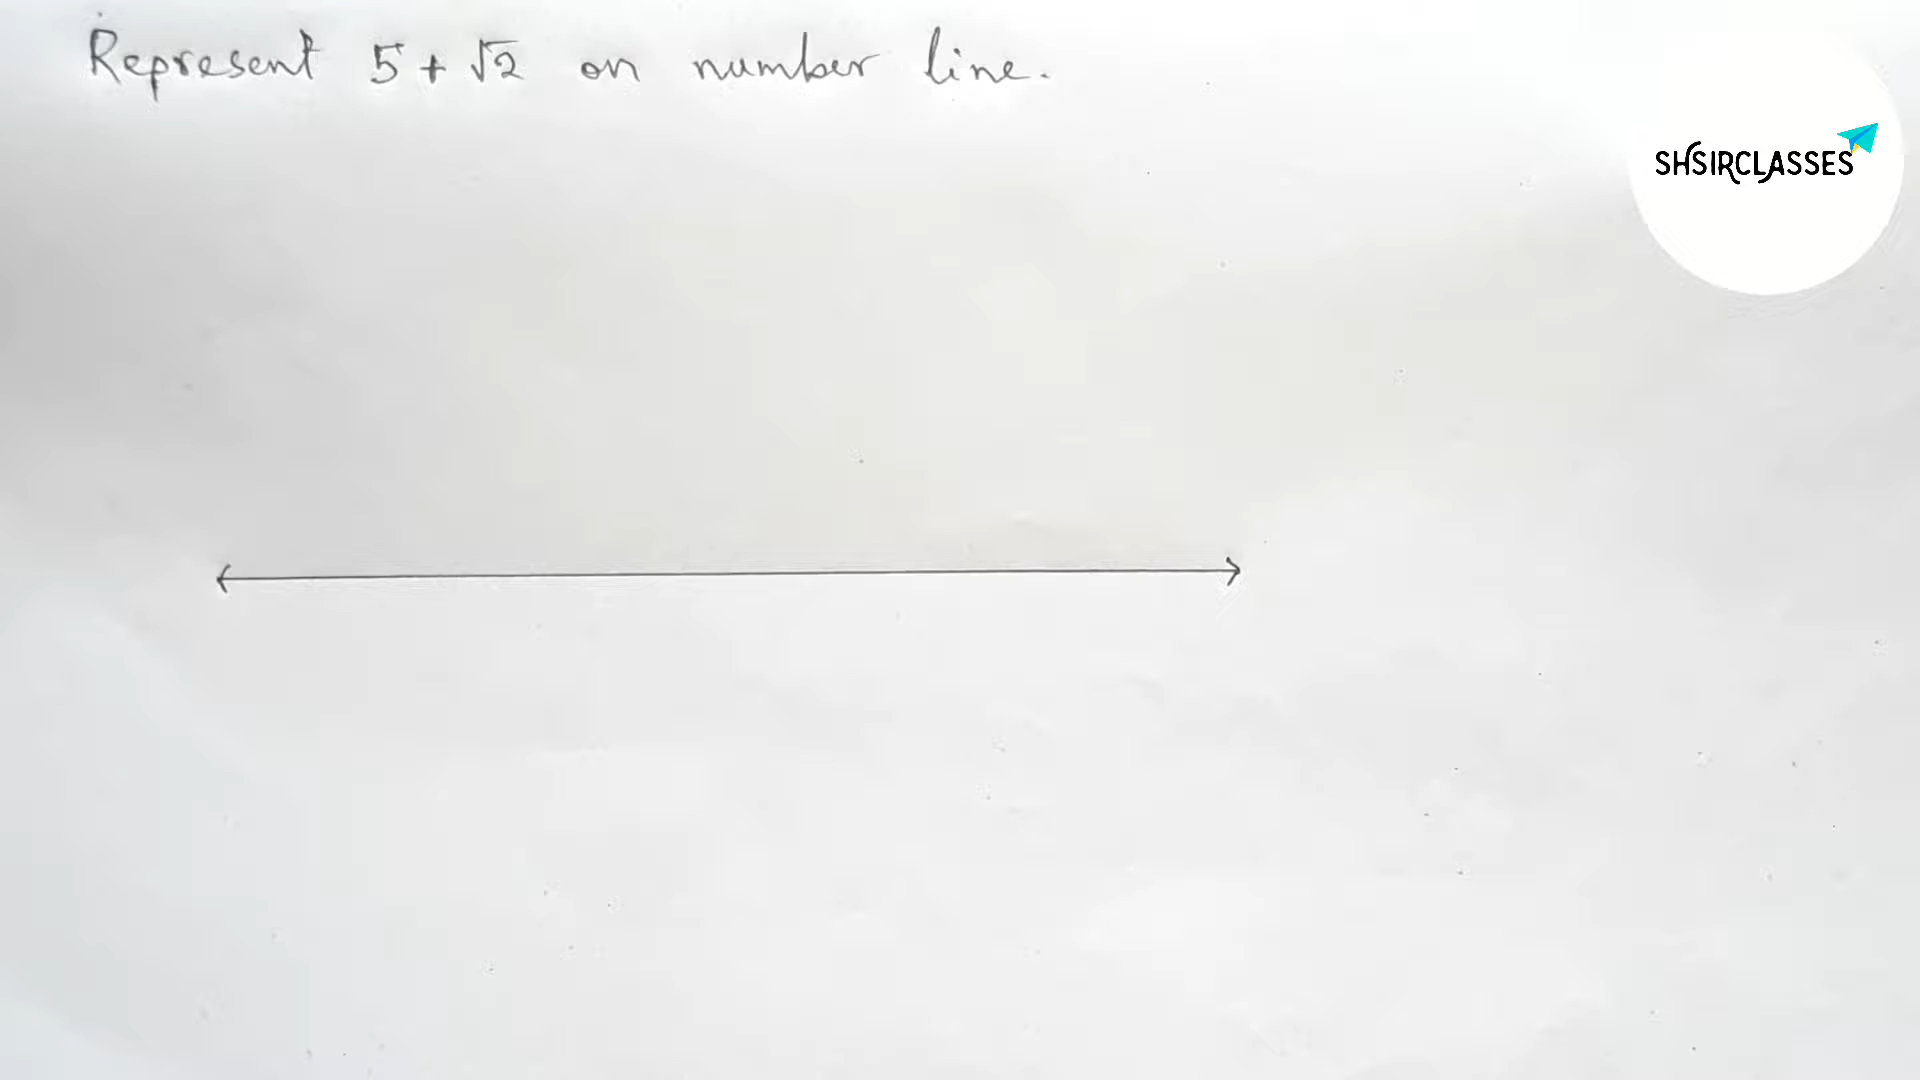 Represent 5 + √2 on number line.
SHSIRCLASSES